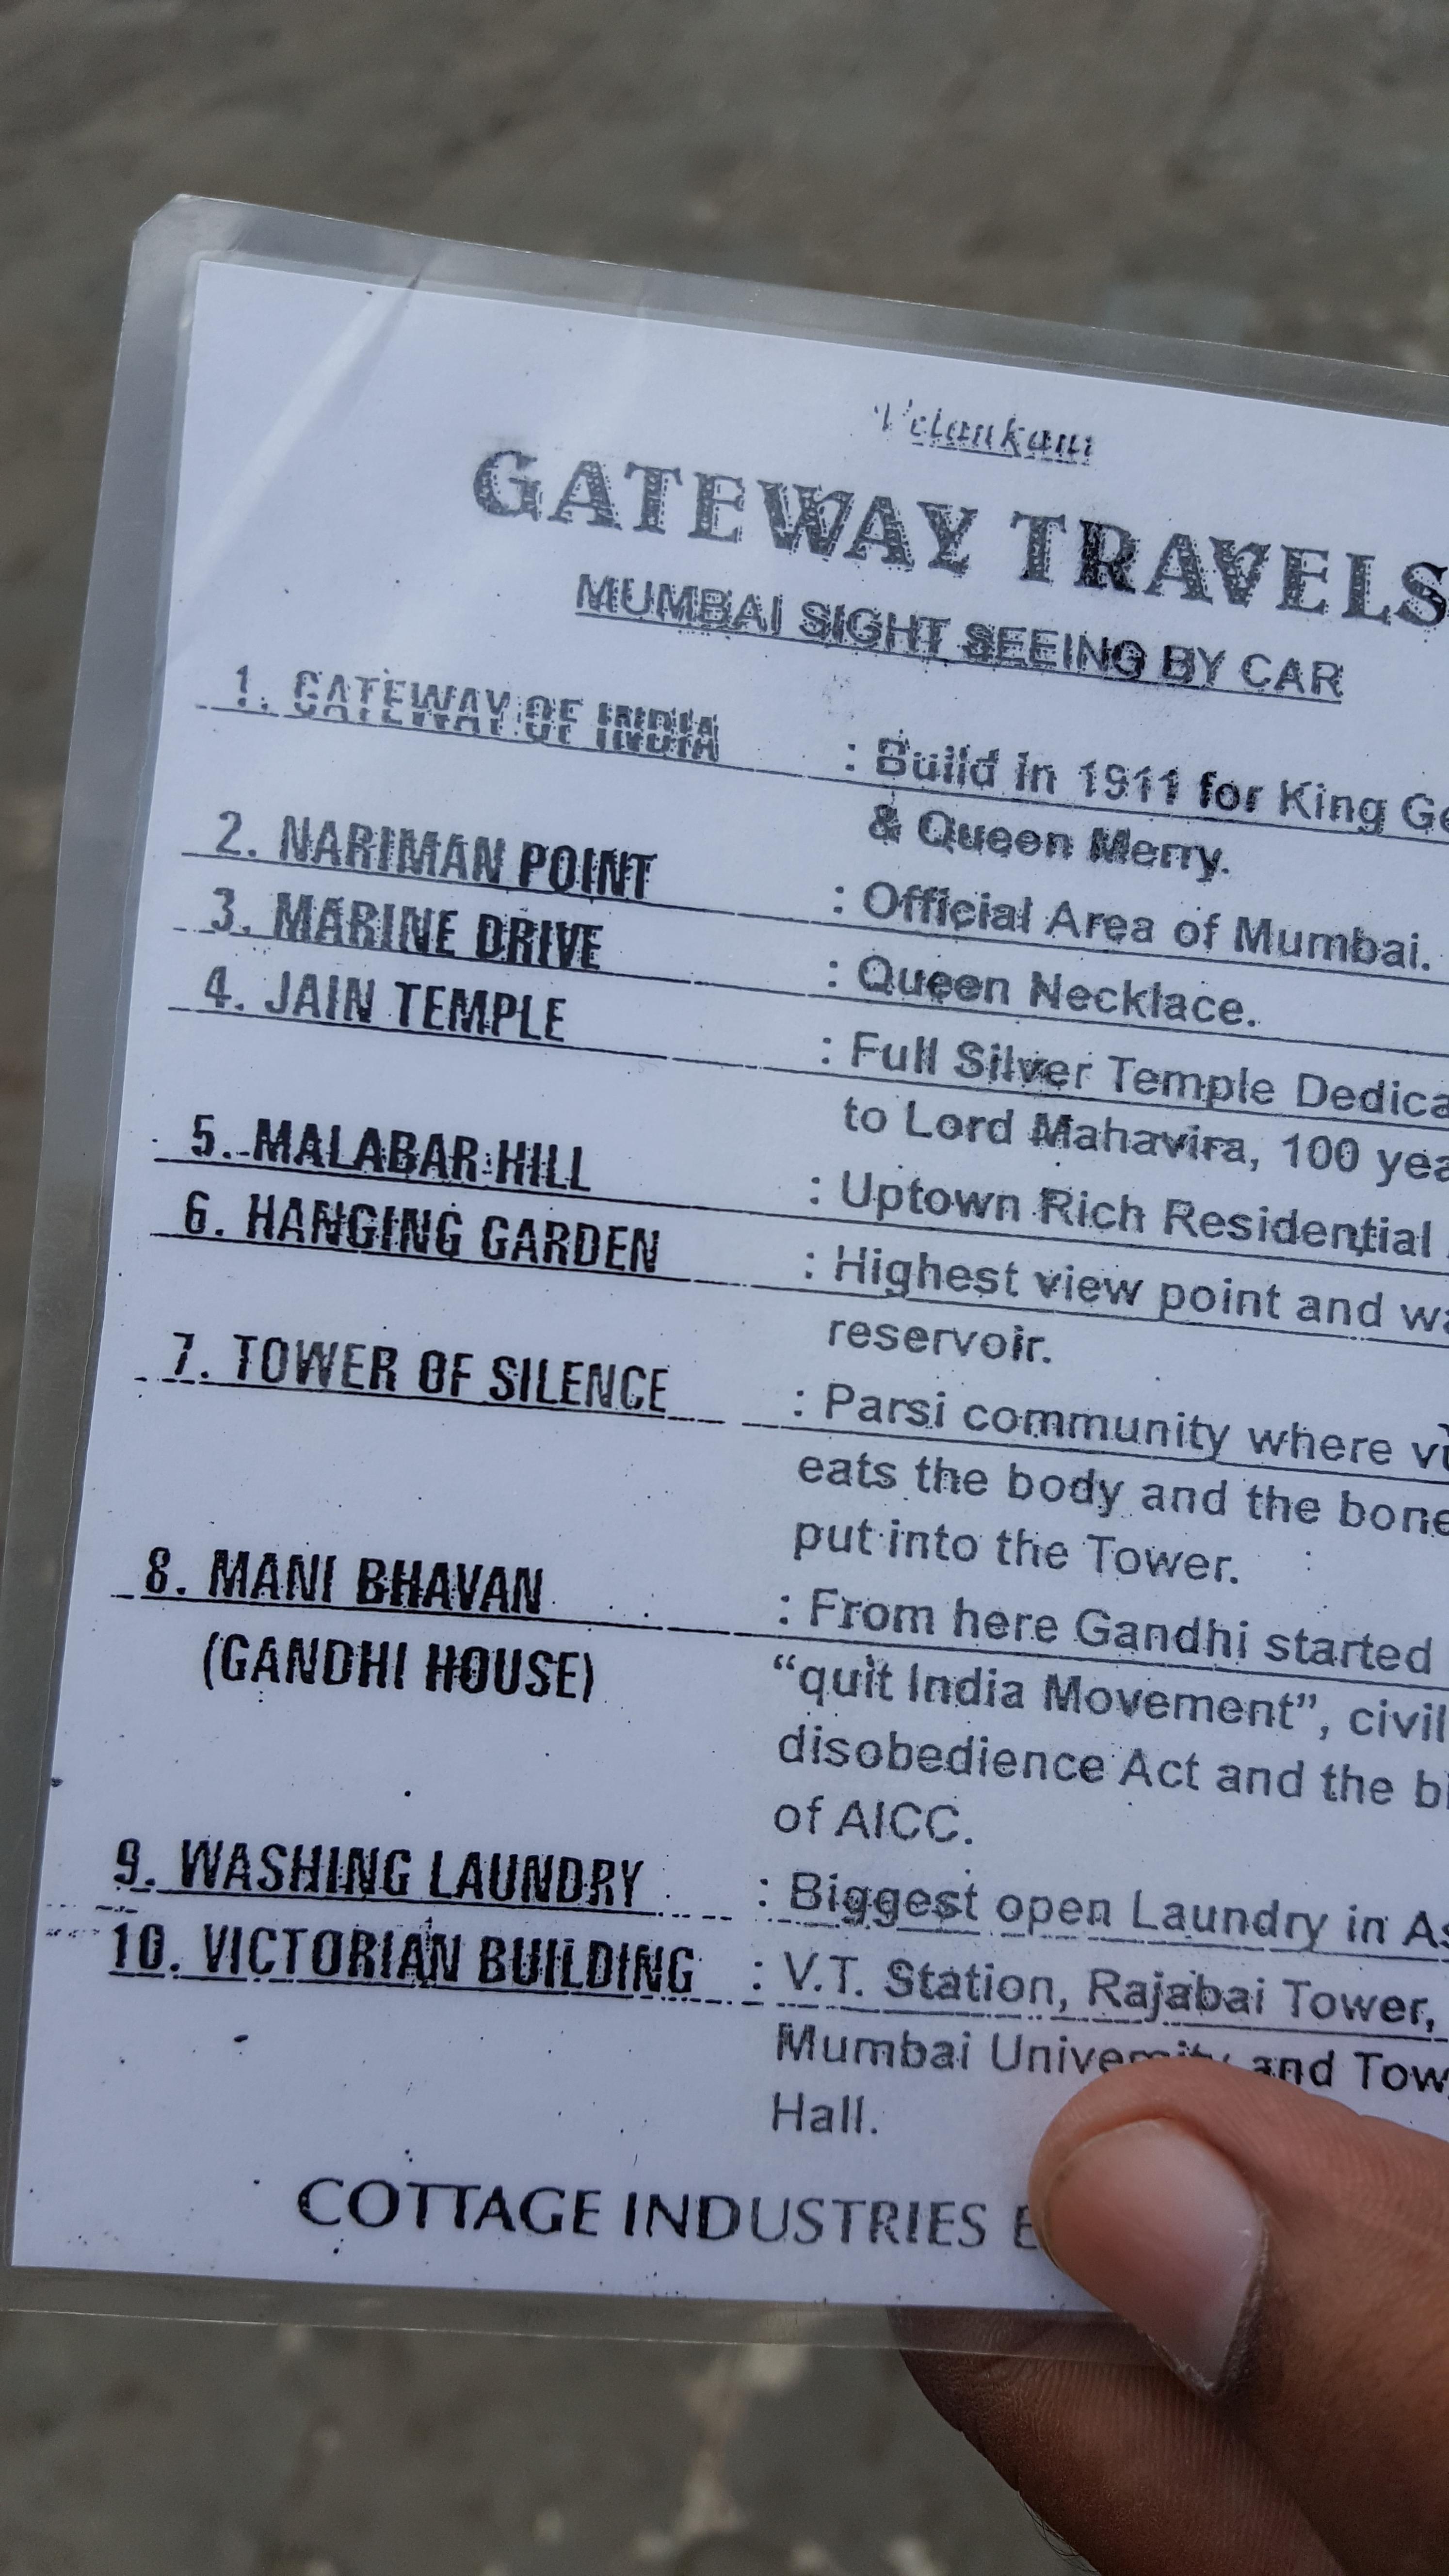 Velankani
GATEWAY TRAVELS
MUMBAI SIGHT SEEING BY CAR
1. GATEWAY OF INDIA : Build in 1911 for King
& Queen Merry.
2. NARIMAN POINT : Official Area of Mumbai.
3. MARINE DRIVE : Queen Necklace.
4. JAIN TEMPLE : Full Silver Temple
to Lord Mahavira, 100
5. MALABAR HILL : Uptown Rich Residential
6. HANGING GARDEN : Highest view point and
reservoir.
7. TOWER OF SILENCE : Parsi community where
eats the body and the
put into the Tower.
8. MANI BHAVAN : From here Gandhi started
(GANDHI HOUSE) "quit India Movement", civil
disobedience Act and the
of AICC.
9. WASHING LAUNDRY : Biggest open Laundry in
10. VICTORIAN BUILDING : V.T. Station, Rajabai Tower,
Mumbai University and
Hall.
COTTAGE INDUSTRIES